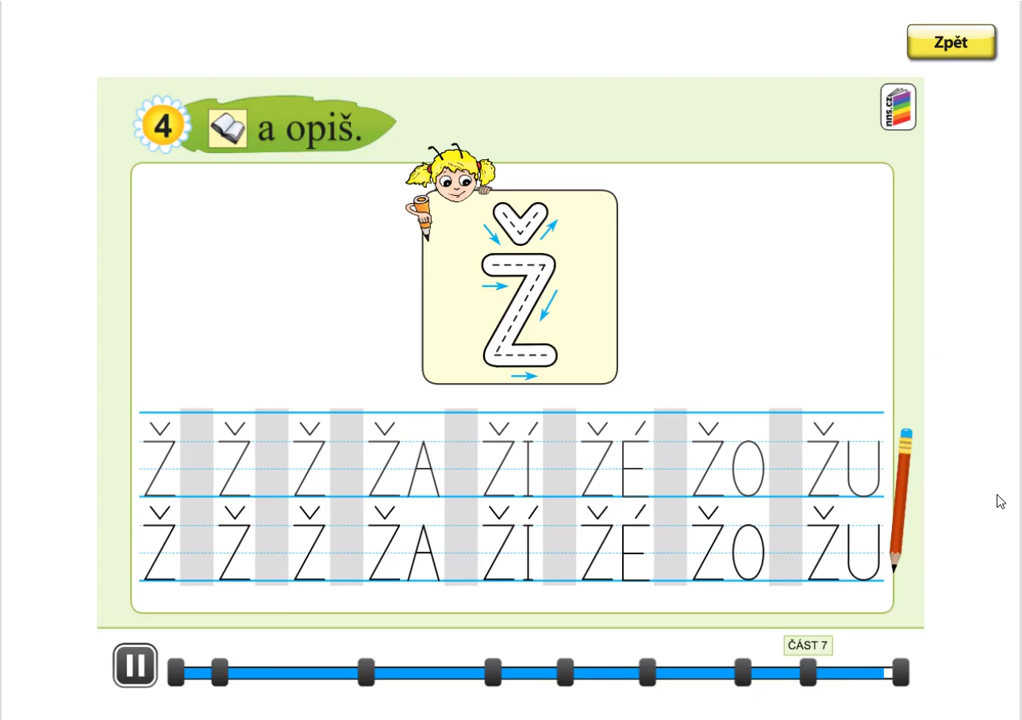 Zpět
4 a opiš.
nns.cz
Ž
Ž Ž Ž ŽA ŽÍ ŽÉ ŽO ŽU
Ž Ž Ž ŽA ŽÍ ŽÉ ŽO ŽU
ČÁST 7